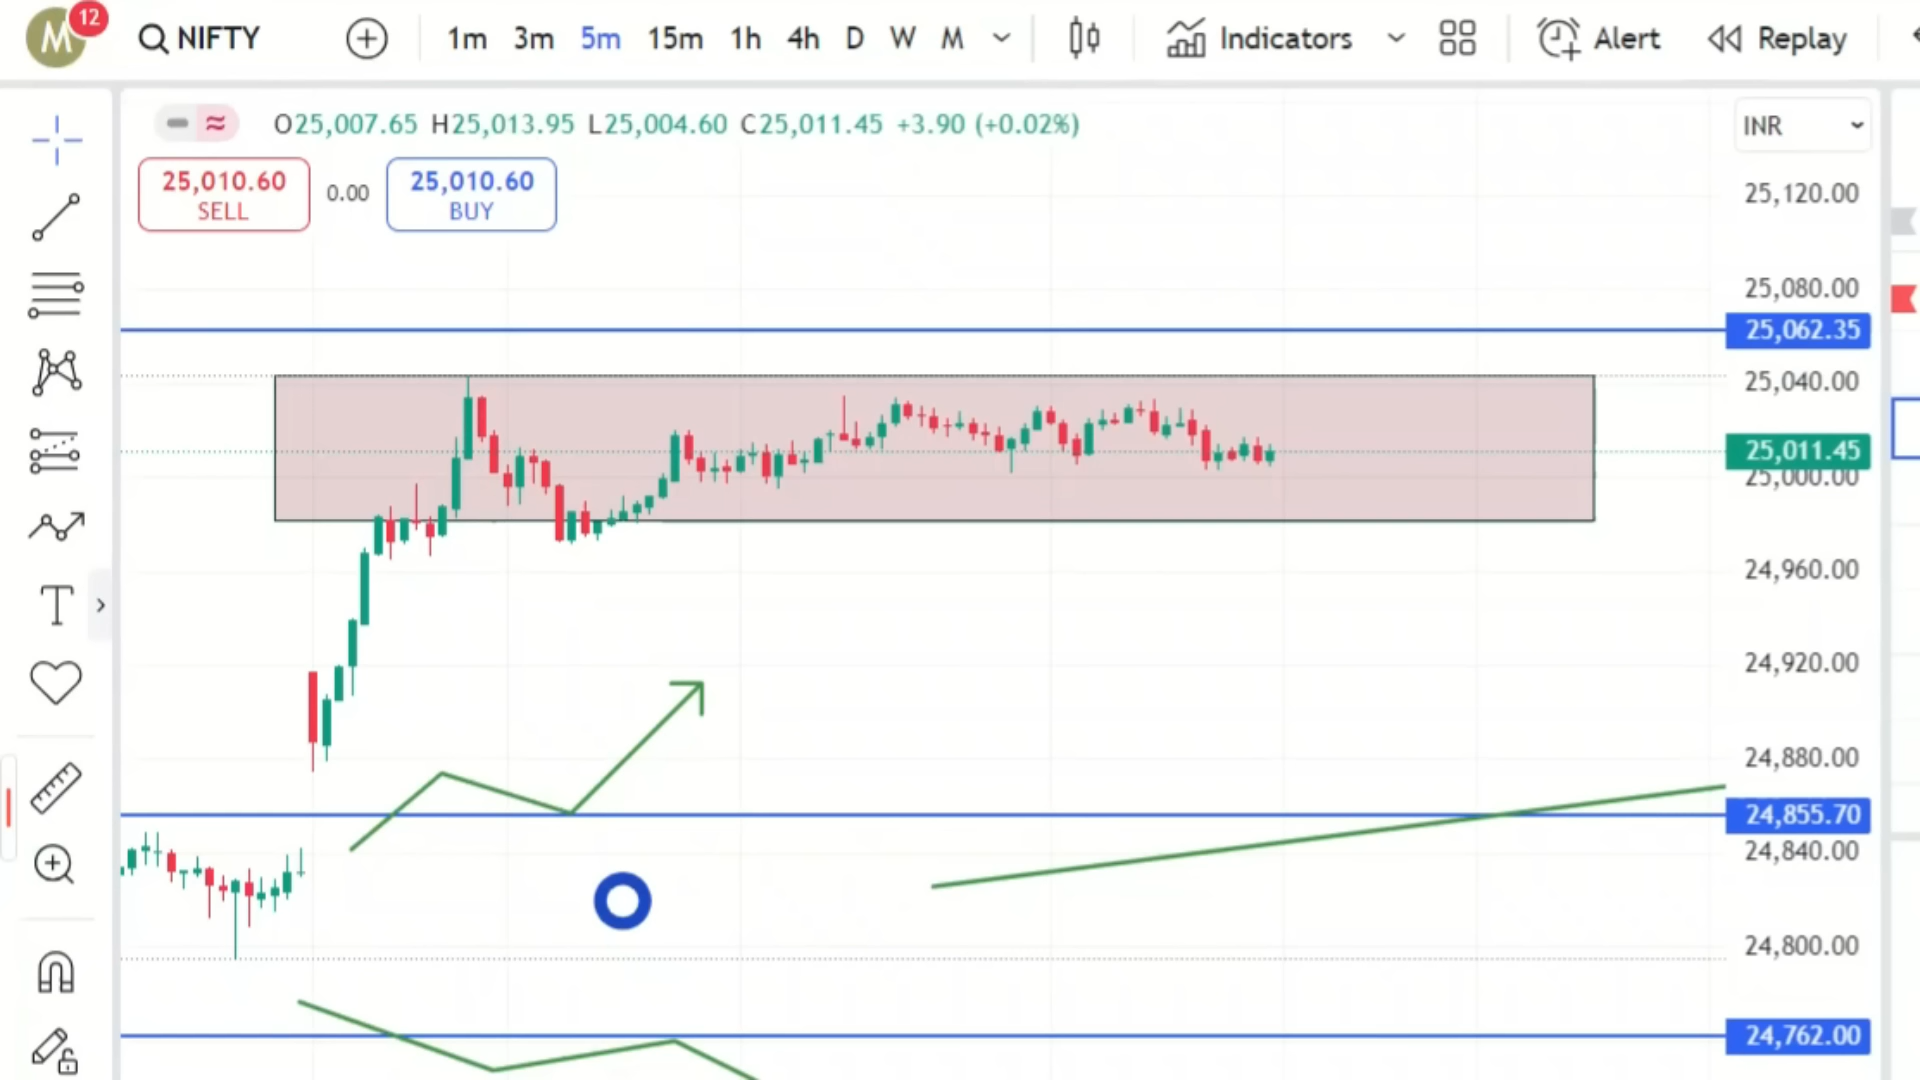 M 12 NIFTY 1m 3m 5m 15m 1h 4h D W M Indicators Alert Replay
O25,007.65 H25,013.95 L25,004.60 C25,011.45 +3.90 (+0.02%)
INR
25,010.60
SELL
0.00
25,010.60
BUY
25,120.00
25,080.00
25,062.35
25,040.00
25,011.45
25,000.00
24,960.00
T
24,920.00
24,880.00
24,855.70
24,840.00
24,800.00
24,762.00